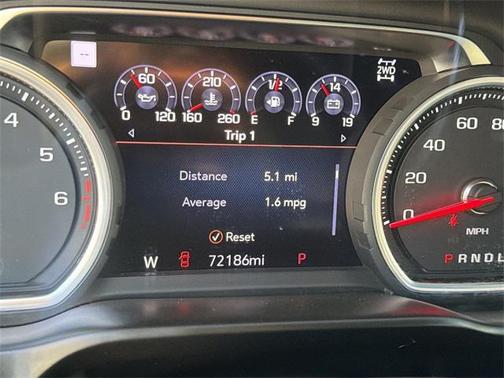 --
60 210 1/2 14 2WD
0 120 160 260 E F 9 19
Trip 1
4
5
6
Distance 5.1 mi
Average 1.6 mpg
Reset
W 72186mi P
80
60
40
20
0
MPH
PRNDL